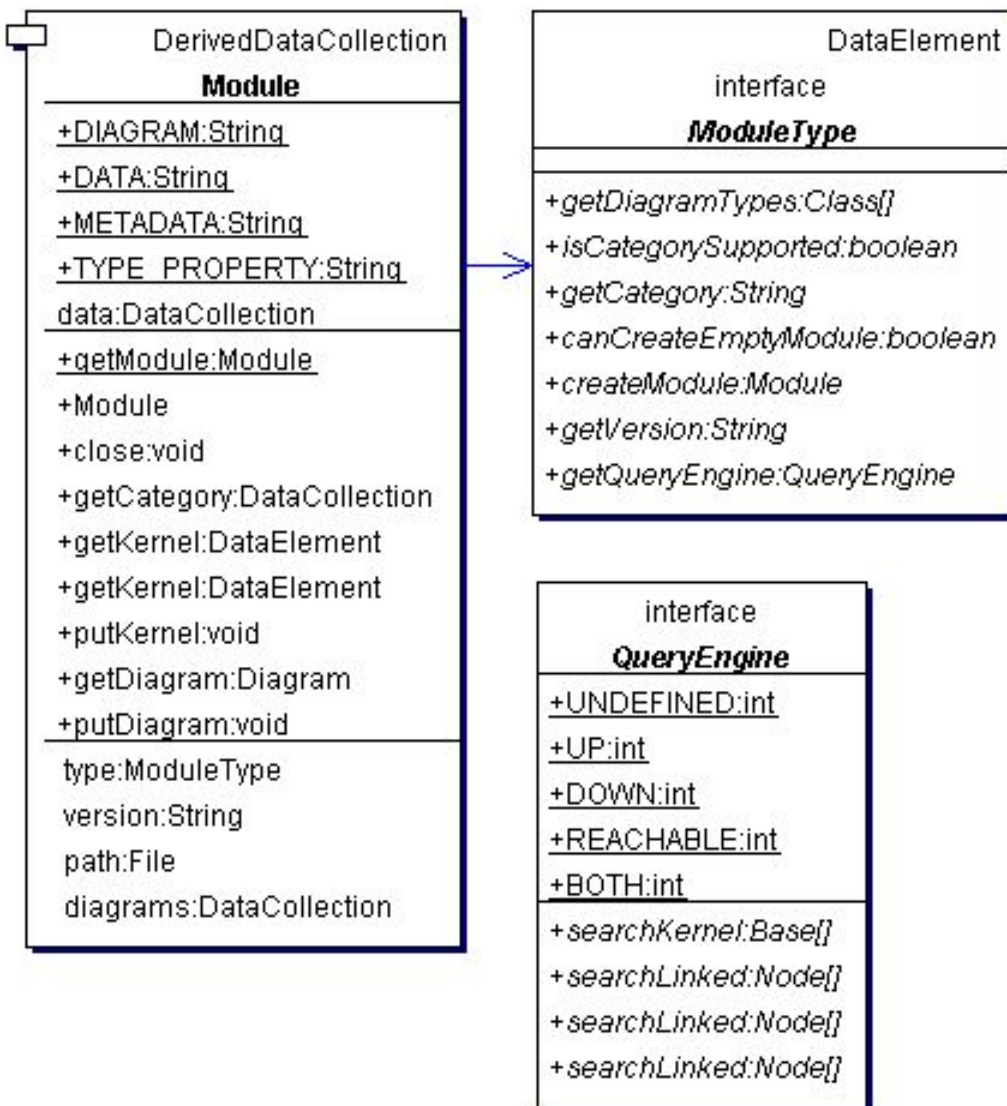 DerivedDataCollection
Module
+DIAGRAM:String
+DATA:String
+METADATA:String
+TYPE_PROPERTY:String
data:DataCollection
+getModule:Module
+Module
+close:void
+getCategory:DataCollection
+getKernel:DataElement
+getKernel:DataElement
+putKernel:void
+getDiagram:Diagram
+putDiagram:void
type:ModuleType
version:String
path:File
diagrams:DataCollection
DataElement
interface
ModuleType
+getDiagramTypes:Class[]
+isCategorySupported:boolean
+getCategory:String
+canCreateEmptyModule:boolean
+createModule:Module
+getVersion:String
+getQueryEngine:QueryEngine
interface
QueryEngine
+UNDEFINED:int
+UP:int
+DOWN:int
+REACHABLE:int
+BOTH:int
+searchKernel:Base[]
+searchLinked:Node[]
+searchLinked:Node[]
+searchLinked:Node[]